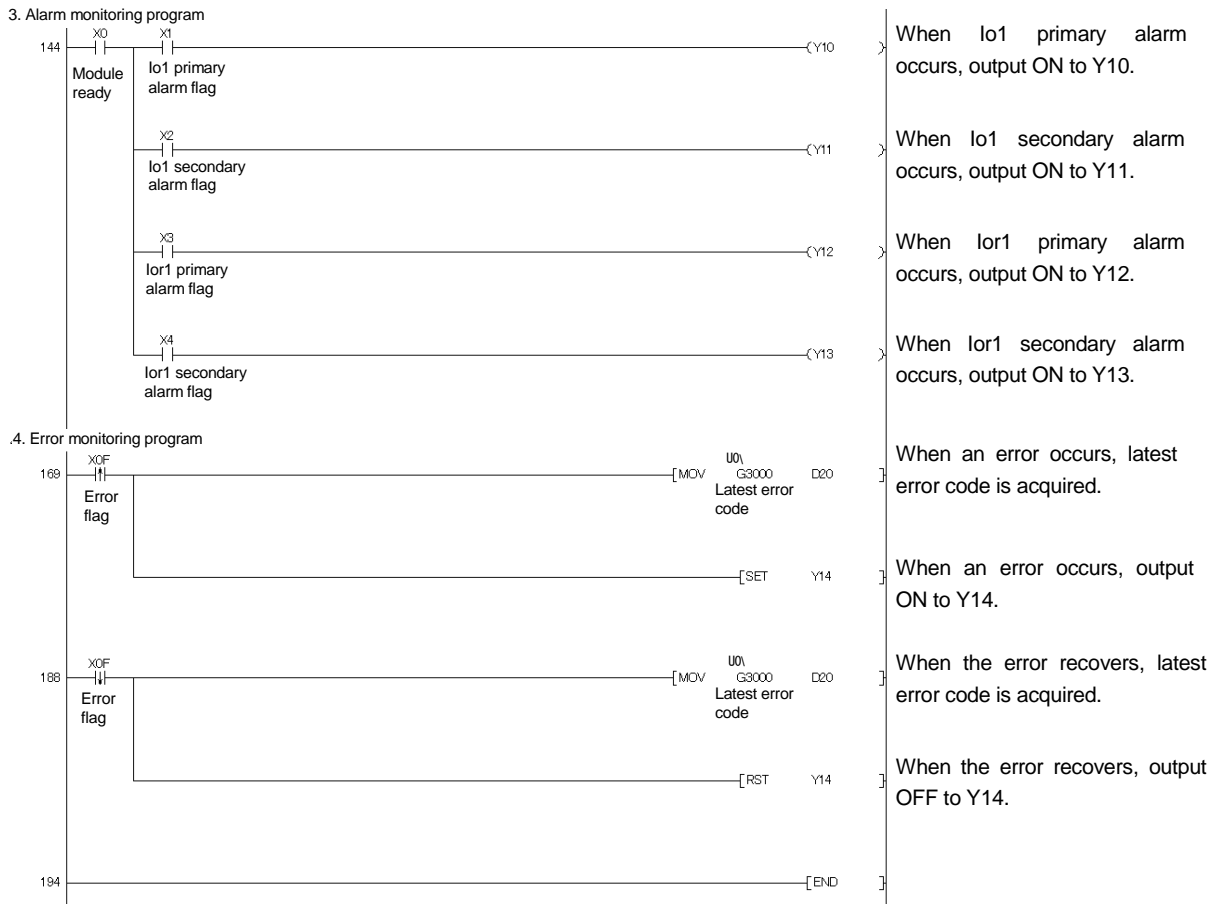 3. Alarm monitoring program
144
X0
X1
Y10
Module
ready
Io1 primary
alarm flag
When Io1 primary alarm
occurs, output ON to Y10.
X2
Y11
Io1 secondary
alarm flag
When Io1 secondary alarm
occurs, output ON to Y11.
X3
Y12
Ior1 primary
alarm flag
When Ior1 primary alarm
occurs, output ON to Y12.
X4
Y13
Ior1 secondary
alarm flag
When Ior1 secondary alarm
occurs, output ON to Y13.
.4. Error monitoring program
169
X0F
Error
flag
U0\
MOV G3000 D20
Latest error
code
When an error occurs, latest
error code is acquired.
SET Y14
When an error occurs, output
ON to Y14.
188
X0F
Error
flag
U0\
MOV G3000 D20
Latest error
code
When the error recovers, latest
error code is acquired.
RST Y14
When the error recovers, output
OFF to Y14.
194
END